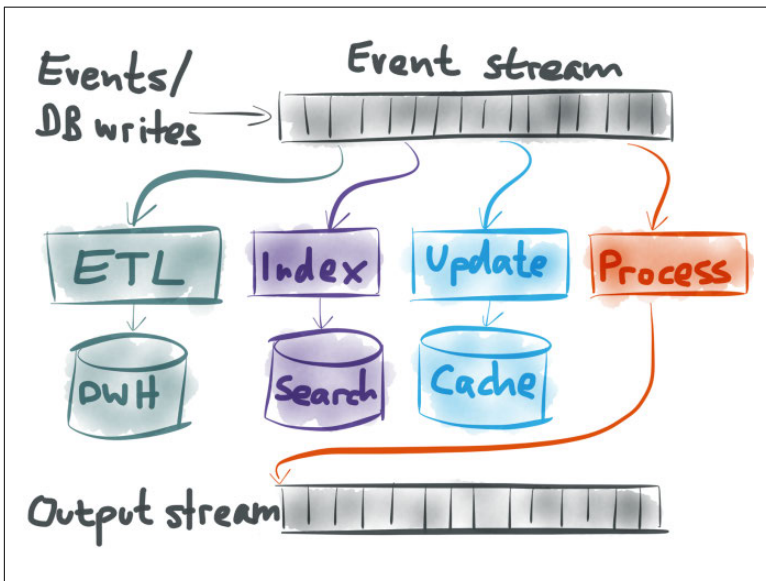 Events/
DB writes
Event stream
ETL
Index
Update
Process
DWH
Search
Cache
Output stream